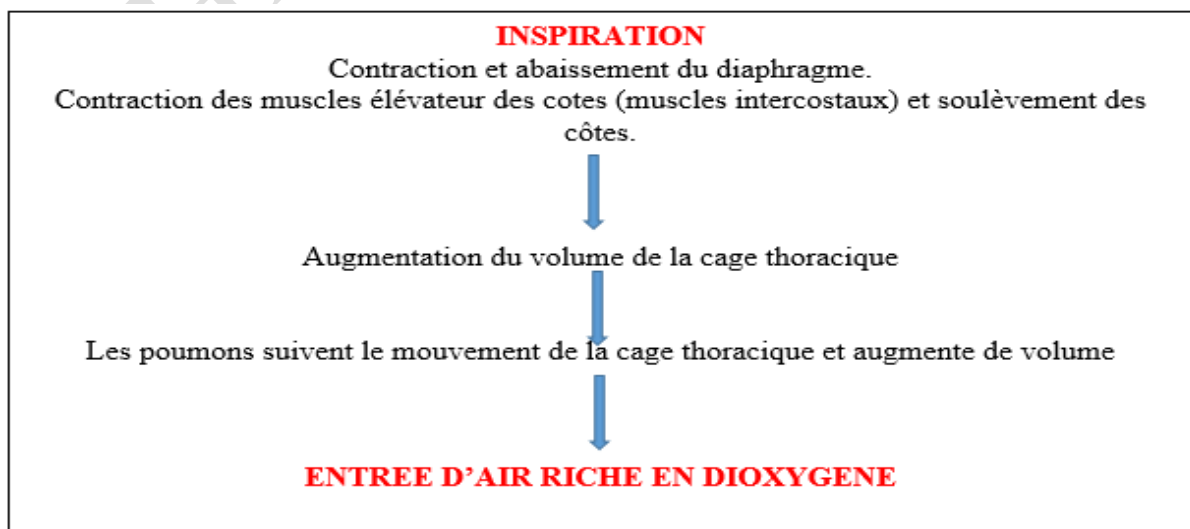 INSPIRATION
Contraction et abaissement du diaphragme.
Contraction des muscles élévateur des cotes (muscles intercostaux) et soulèvement des
côtes.
Augmentation du volume de la cage thoracique
Les poumons suivent le mouvement de la cage thoracique et augmente de volume
ENTREE D’AIR RICHE EN DIOXYGENE